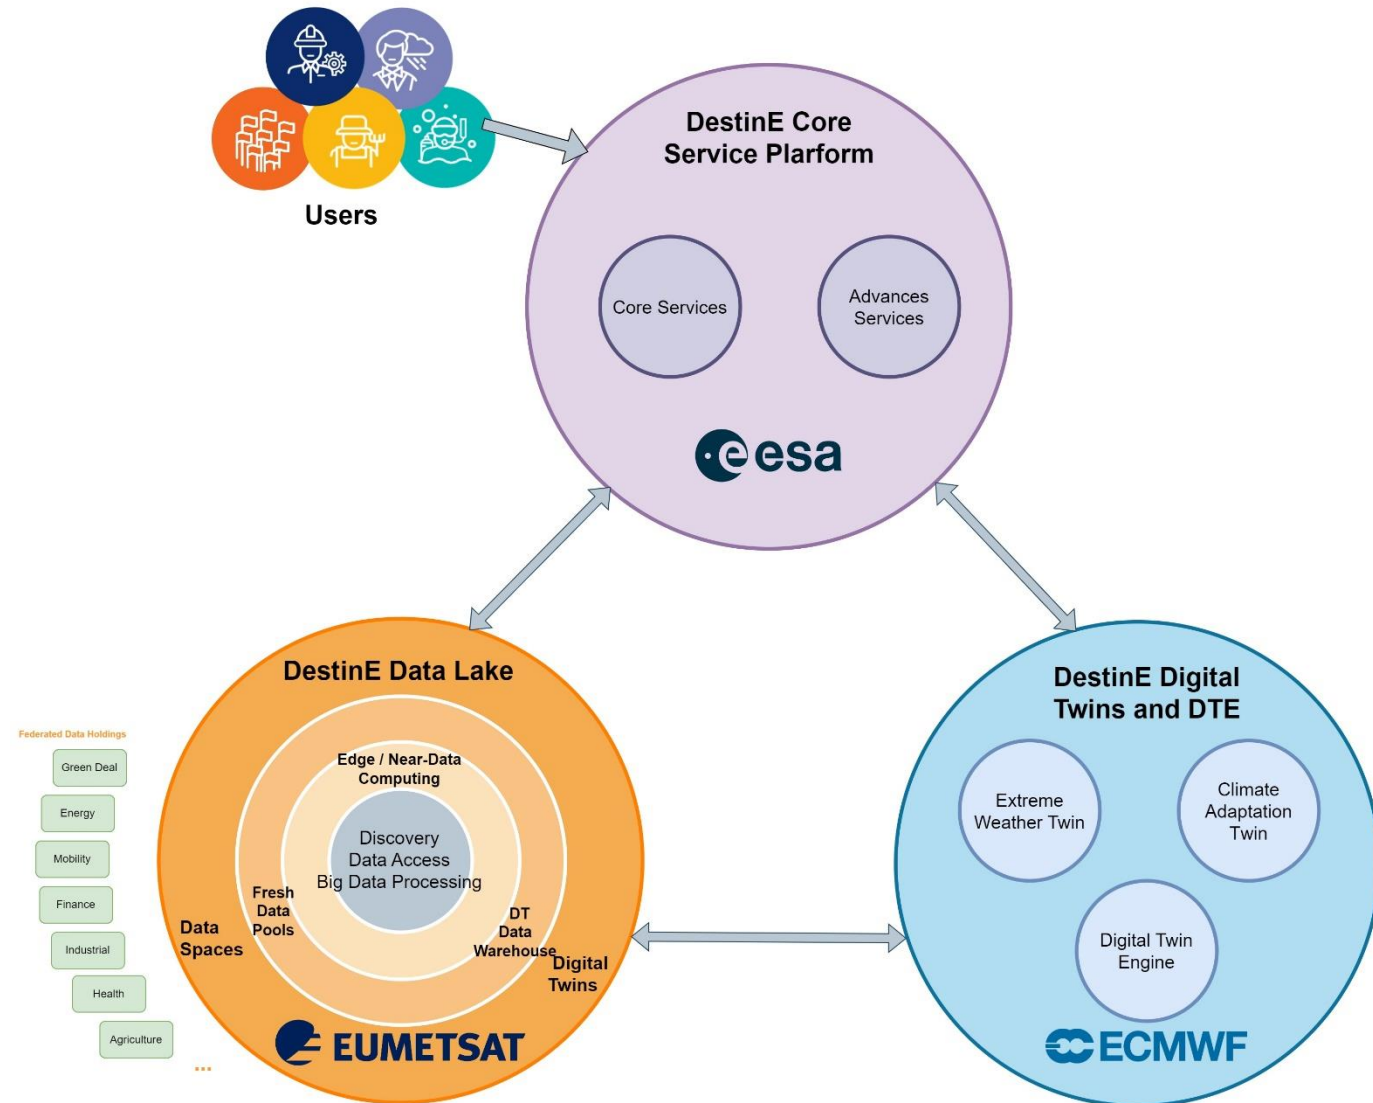 Users
DestinE Core
Service Plarform
Core Services
Advances
Services
esa
DestinE Data Lake
Edge / Near-Data
Computing
Discovery
Data Access
Big Data Processing
Fresh
Data
Pools
DT
Data
Warehouse
Data
Spaces
Digital
Twins
EUMETSAT
Federated Data Holdings
Green Deal
Energy
Mobility
Finance
Industrial
Health
Agriculture
...
DestinE Digital
Twins and DTE
Extreme
Weather Twin
Climate
Adaptation
Twin
Digital Twin
Engine
ECMWF